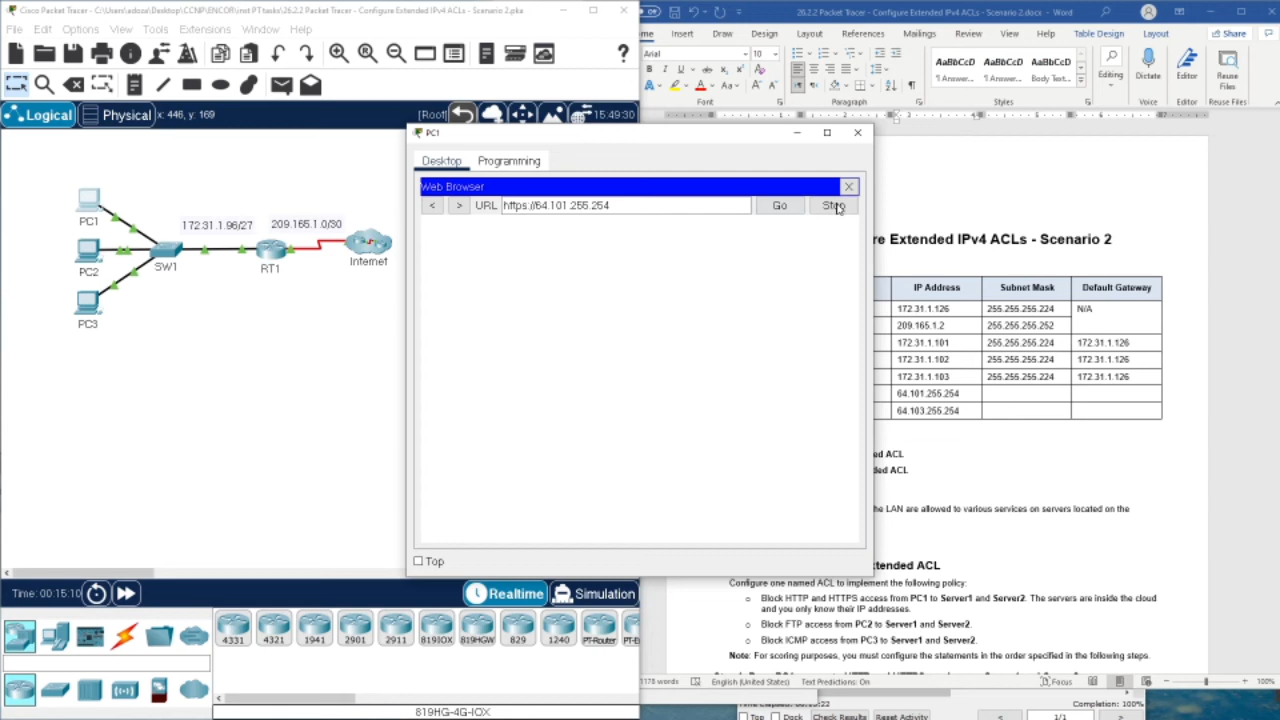 Cisco Packet Tracer - C:\Users\edoza\Desktop\CCNP\ENCOR\inst PT tasks\26.2.2 Packet Tracer - Configure Extended IPv4 ACLs - Scenario 2.pka
File Edit Options View Tools Extensions Window Help
Logical Physical x: 446, y: 169 [Root] 15:49:30
PC1
172.31.1.96/27 209.165.1.0/30
PC2 SW1 RT1 Internet
PC3
Time: 00:15:10 Realtime Simulation
4331 4321 1941 2901 2911 819IOX 819HGW 829 1240 PT-Router
819HG-4G-IOX
PC1
Desktop Programming
Web Browser
< > URL https://64.101.255.254 Go Stop
Top
26.2.2 Packet Tracer - Configure Extended IPv4 ACLs - Scenario 2.docx - Word
Insert Draw Design Layout References Mailings Review View Help Table Design Layout Share
Arial 10
AaBbCcD AaBbCcD AaBbCcD
¶ Answer... ¶ Answer... Body Text...
Editing Dictate Editor Reuse Files
Font Paragraph Styles Voice Editor Reuse Files
re Extended IPv4 ACLs - Scenario 2
IP Address Subnet Mask Default Gateway
172.31.1.126 255.255.255.224 N/A
209.165.1.2 255.255.255.252
172.31.1.101 255.255.255.224 172.31.1.126
172.31.1.102 255.255.255.224 172.31.1.126
172.31.1.103 255.255.255.224 172.31.1.126
64.101.255.254
64.103.255.254
ed ACL
ded ACL
he LAN are allowed to various services on servers located on the
xtended ACL
Configure one named ACL to implement the following policy:
o Block HTTP and HTTPS access from PC1 to Server1 and Server2. The servers are inside the cloud
and you only know their IP addresses.
o Block FTP access from PC2 to Server1 and Server2.
o Block ICMP access from PC3 to Server1 and Server2.
Note: For scoring purposes, you must configure the statements in the order specified in the following steps.
1178 words English (United States) Text Predictions: On Focus 100%
Completion: 100%
Top Dock Check Results Reset Activity < 1/1 >